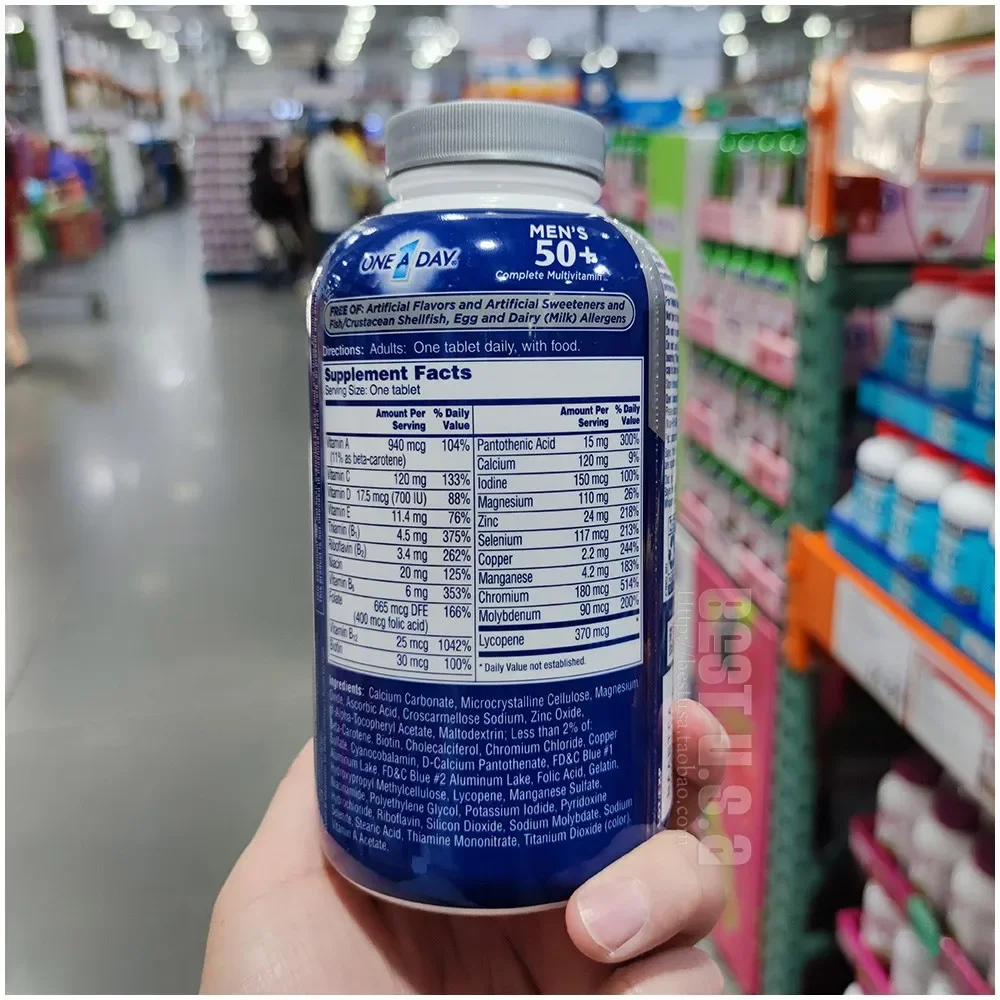 ONE A DAY®
MEN'S
50+
Complete Multivitamin
FREE OF: Artificial Flavors and Artificial Sweeteners and
Fish/Crustacean Shellfish, Egg and Dairy (Milk) Allergens
Directions: Adults: One tablet daily, with food.
Supplement Facts
Serving Size: One tablet
Amount Per Serving % Daily Value
Vitamin A 940 mcg 104%
(11% as beta-carotene)
Vitamin C 120 mg 133%
Vitamin D 17.5 mcg (700 IU) 88%
Vitamin E 11.4 mg 76%
Thiamin (B1) 4.5 mg 375%
Riboflavin (B2) 3.4 mg 262%
Niacin 20 mg 125%
Vitamin B6 6 mg 353%
Folate 665 mcg DFE 166%
(400 mcg folic acid)
Vitamin B12 25 mcg 1042%
Biotin 30 mcg 100%
Amount Per Serving % Daily Value
Pantothenic Acid 15 mg 300%
Calcium 120 mg 9%
Iodine 150 mcg 100%
Magnesium 110 mg 26%
Zinc 24 mg 218%
Selenium 117 mcg 213%
Copper 2.2 mg 244%
Manganese 4.2 mg 183%
Chromium 180 mcg 514%
Molybdenum 90 mcg 200%
Lycopene 370 mcg *
* Daily Value not established.
Ingredients: Calcium Carbonate, Microcrystalline Cellulose, Magnesium
Oxide, Ascorbic Acid, Croscarmellose Sodium, Zinc Oxide,
dl-Alpha-Tocopheryl Acetate, Maltodextrin; Less than 2% of:
Beta-Carotene, Biotin, Cholecalciferol, Chromium Chloride, Copper
Sulfate, Cyanocobalamin, D-Calcium Pantothenate, FD&C Blue #1
Aluminum Lake, FD&C Blue #2 Aluminum Lake, Folic Acid, Gelatin,
Hydroxypropyl Methylcellulose, Lycopene, Manganese Sulfate,
Niacinamide, Polyethylene Glycol, Potassium Iodide, Pyridoxine
Hydrochloride, Riboflavin, Silicon Dioxide, Sodium Molybdate, Sodium
Selenate, Stearic Acid, Thiamine Mononitrate, Titanium Dioxide (color),
Vitamin A Acetate.
BEST U.s.a